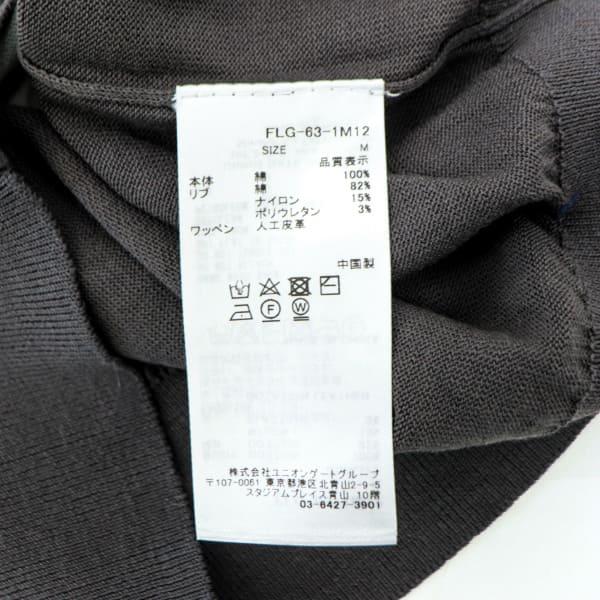 FLG-63-1M12
SIZE M
品質表示
本体 綿 100%
リブ 綿 82%
ナイロン 15%
ポリウレタン 3%
ワッペン 人工皮革
中国製
F W
株式会社ユニオンゲートグループ
〒107-0061 東京都港区北青山2-9-5
スタジアムプレイス青山 10階
03-6427-3901